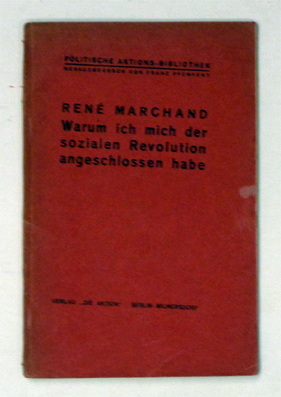 POLITISCHE AKTIONS-BIBLIOTHEK
HERAUSGEGEBEN VON FRANZ PFEMFERT
RENÉ MARCHAND
Warum ich mich der
sozialen Revolution
angeschlossen habe
VERLAG „DIE AKTION“ BERLIN-WILMERSDORF